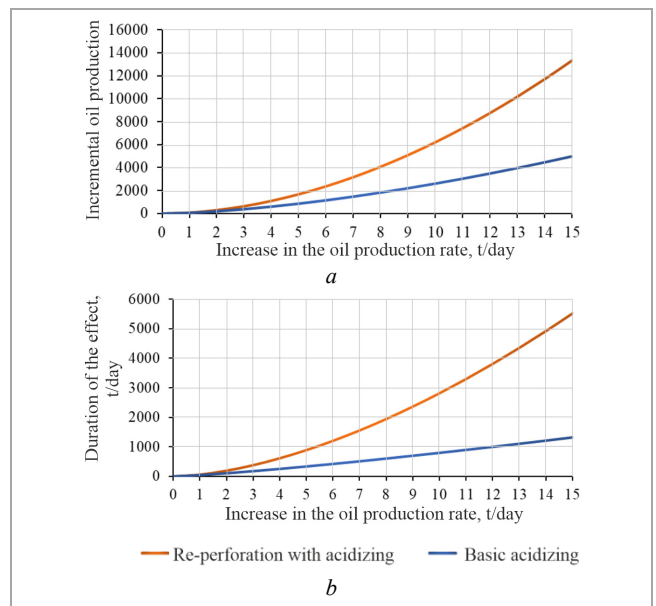 Incremental oil production
16000
14000
12000
10000
8000
6000
4000
2000
0
0 1 2 3 4 5 6 7 8 9 10 11 12 13 14 15
Increase in the oil production rate, t/day
a
Duration of the effect,
t/day
6000
5000
4000
3000
2000
1000
0
0 1 2 3 4 5 6 7 8 9 10 11 12 13 14 15
Increase in the oil production rate, t/day
Re-perforation with acidizing Basic acidizing
b